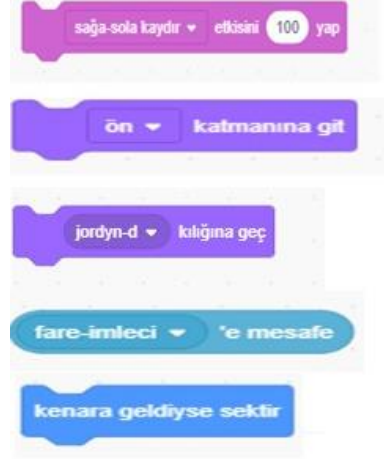 sağa-sola kaydır etkisini 100 yap
ön katmanına git
jordyn-d kılığına geç
fare-imleci 'e mesafe
kenara geldiyse sektir